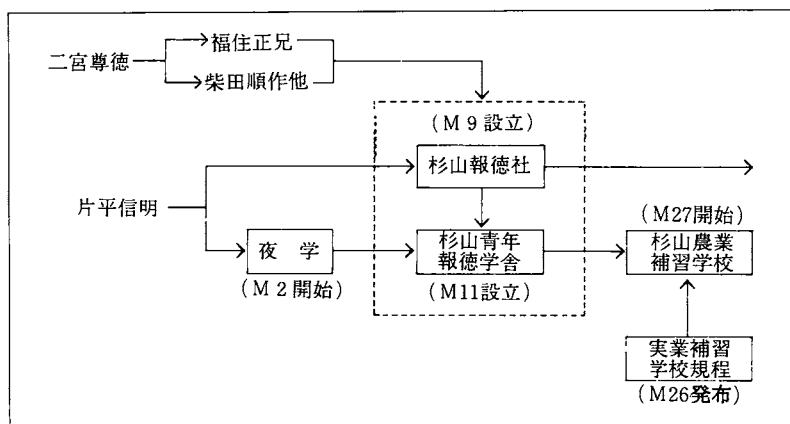 福住正兄
二宮尊徳
柴田順作他
(M9設立)
杉山報徳社
片平信明
(M27開始)
夜 学
杉山青年
報徳学舎
杉山農業
補習学校
(M2開始)
(M11設立)
実業補習
学校規程
(M26発布)